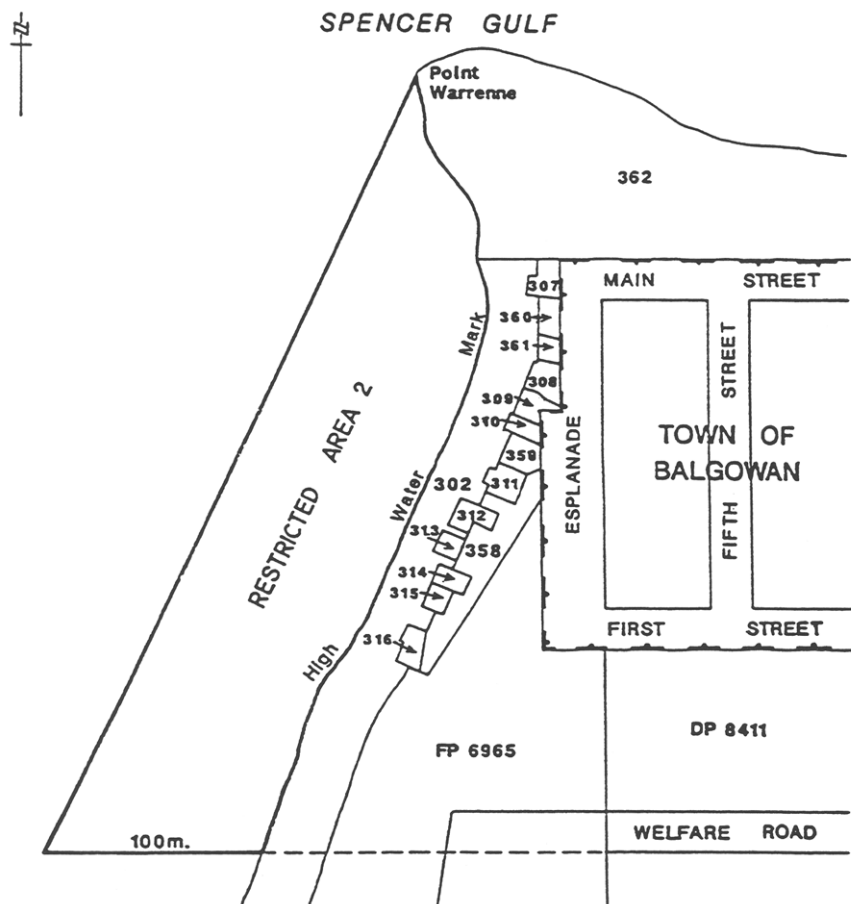 SPENCER GULF
N
Point
Warrenne
362
MAIN STREET
307
360
361
Mark
308
309
310
STREET
TOWN OF
BALGOWAN
359
RESTRICTED AREA 2
302
311
ESPLANADE
Water
312
FIFTH
313
358
314
315
FIRST STREET
316
High
DP 8411
FP 6965
100m.
WELFARE ROAD